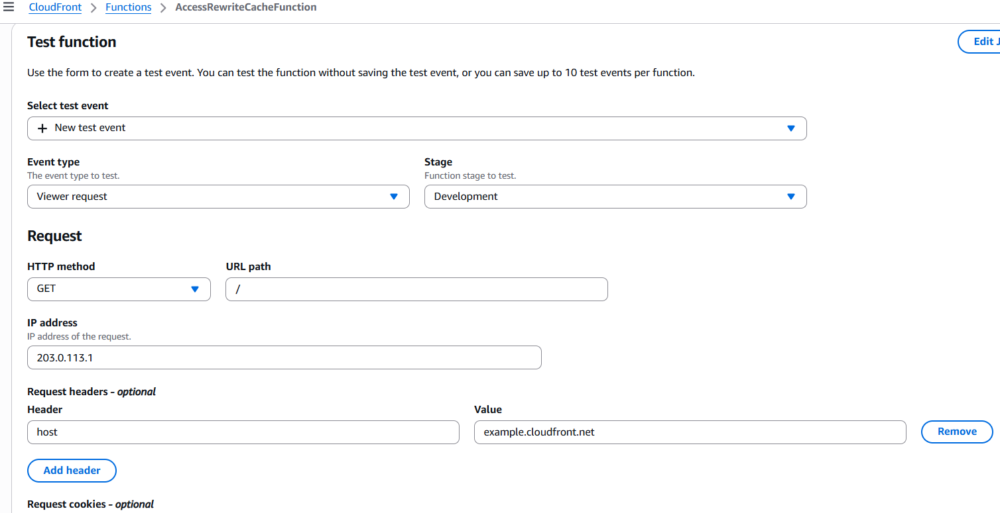 CloudFront > Functions > AccessRewriteCacheFunction
Test function
Edit J
Use the form to create a test event. You can test the function without saving the test event, or you can save up to 10 test events per function.
Select test event
+ New test event
Event type Stage
The event type to test. Function stage to test.
Viewer request Development
Request
HTTP method URL path
GET /
IP address
IP address of the request.
203.0.113.1
Request headers - optional
Header Value
host example.cloudfront.net Remove
Add header
Request cookies - optional